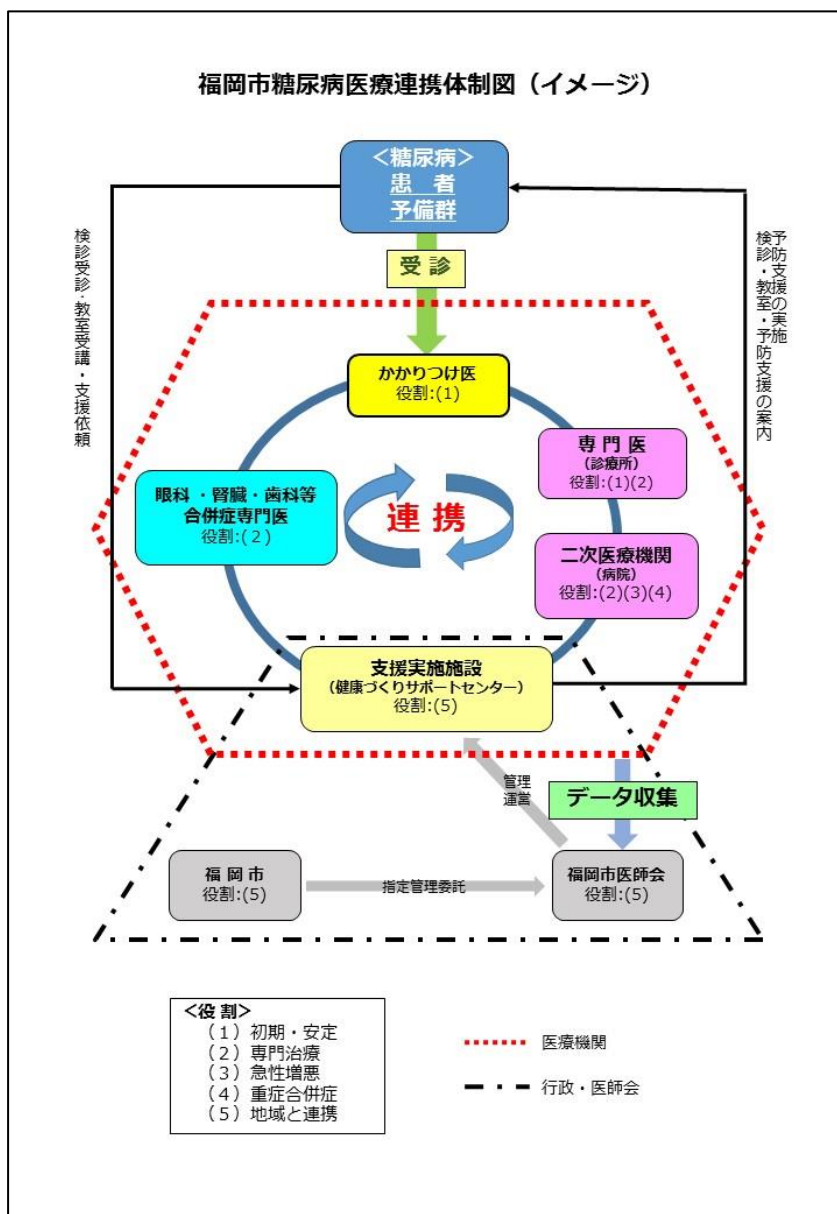 福岡市糖尿病医療連携体制図（イメージ）
＜糖尿病＞
患　者
予備群
受 診
検診受診・教室受講・支援依頼
予防支援の実施
検診・教室・予防支援の案内
かかりつけ医
役割:(1)
専 門 医
(診療所)
役割:(1)(2)
眼科 ・腎臓・歯科等
合併症専門医
役割:(２)
連 携
二次医療機関
(病院)
役割:(2)(3)(4)
支援実施施設
（健康づくりサポートセンター）
役割:(5)
管理
運営
データ収集
福 岡 市
役割:(5)
指定管理委託
福岡市医師会
役割:(5)
＜役 割＞
（１）初期・安定
（２）専門治療
（３）急性増悪
（４）重症合併症
（５）地域と連携
医療機関
行政・医師会